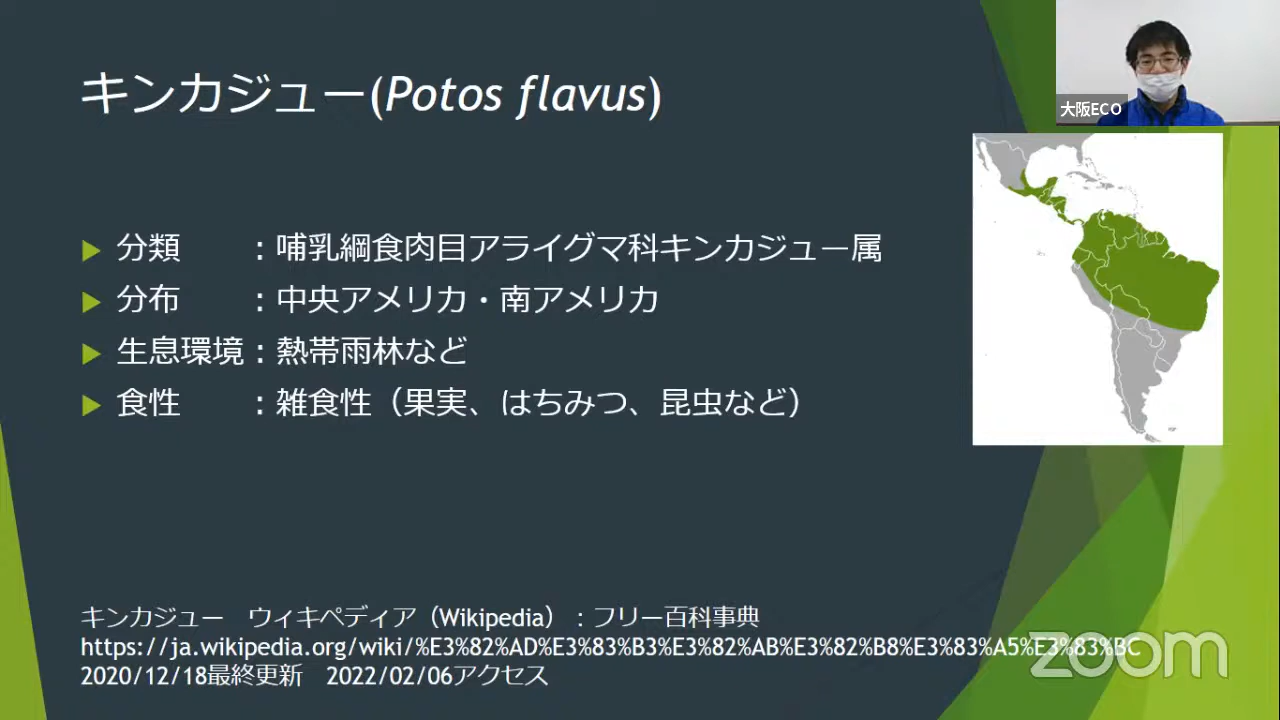 キンカジュー(Potos flavus)
大阪ECO
分類　　：哺乳綱食肉目アライグマ科キンカジュー属
分布　　：中央アメリカ・南アメリカ
生息環境：熱帯雨林など
食性　　：雑食性（果実、はちみつ、昆虫など）
キンカジュー　ウィキペディア（Wikipedia）：フリー百科事典
https://ja.wikipedia.org/wiki/%E3%82%AD%E3%83%B3%E3%82%AB%E3%82%B8%E3%83%A5%E3%83%BC
2020/12/18最終更新　2022/02/06アクセス
zoom